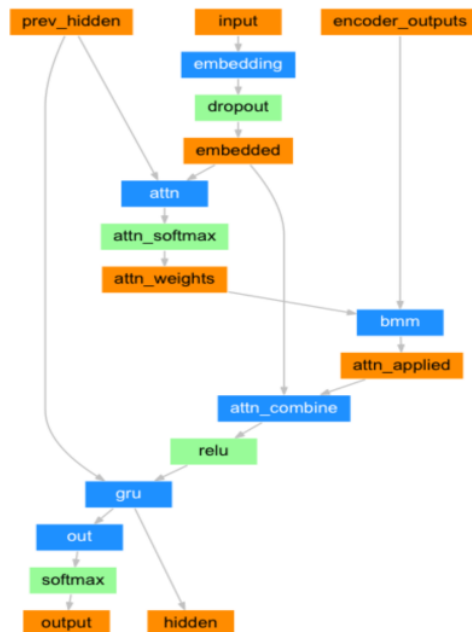 prev_hidden
input
encoder_outputs
embedding
dropout
embedded
attn
attn_softmax
attn_weights
bmm
attn_applied
attn_combine
relu
gru
out
softmax
output
hidden